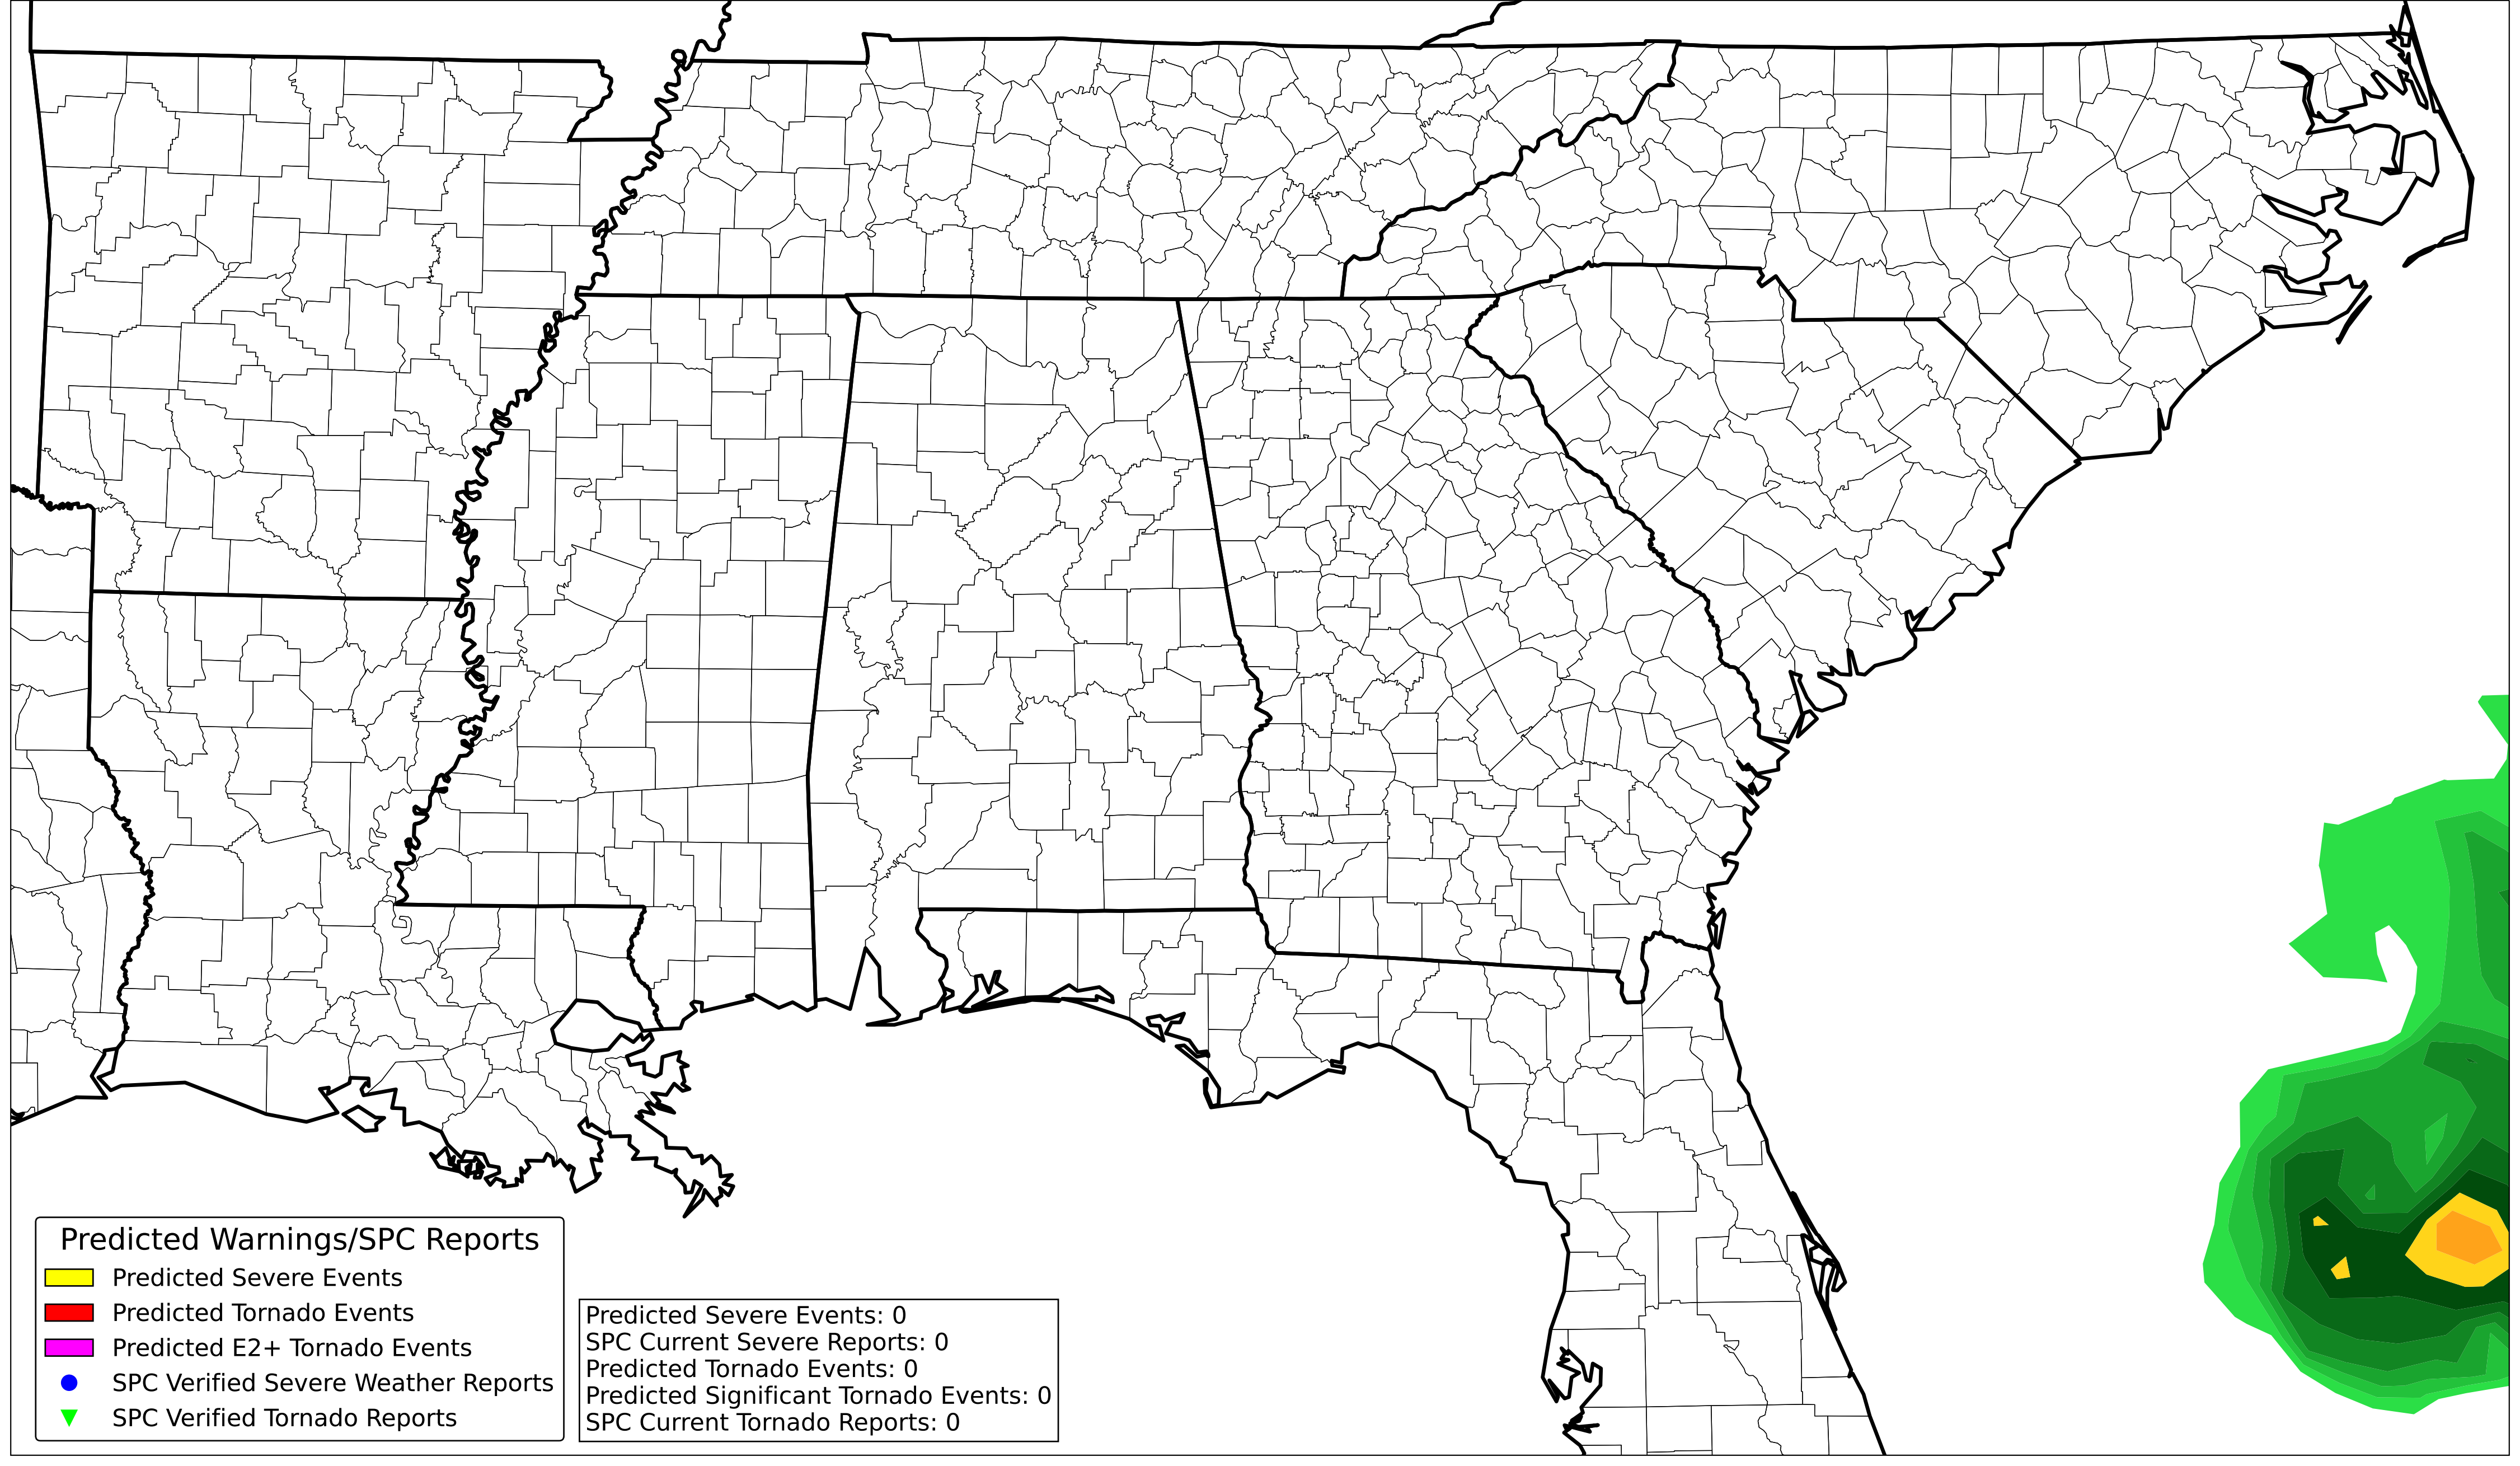 Predicted Warnings/SPC Reports
Predicted Severe Events
Predicted Tornado Events
Predicted E2+ Tornado Events
SPC Verified Severe Weather Reports
SPC Verified Tornado Reports
Predicted Severe Events: 0
SPC Current Severe Reports: 0
Predicted Tornado Events: 0
Predicted Significant Tornado Events: 0
SPC Current Tornado Reports: 0